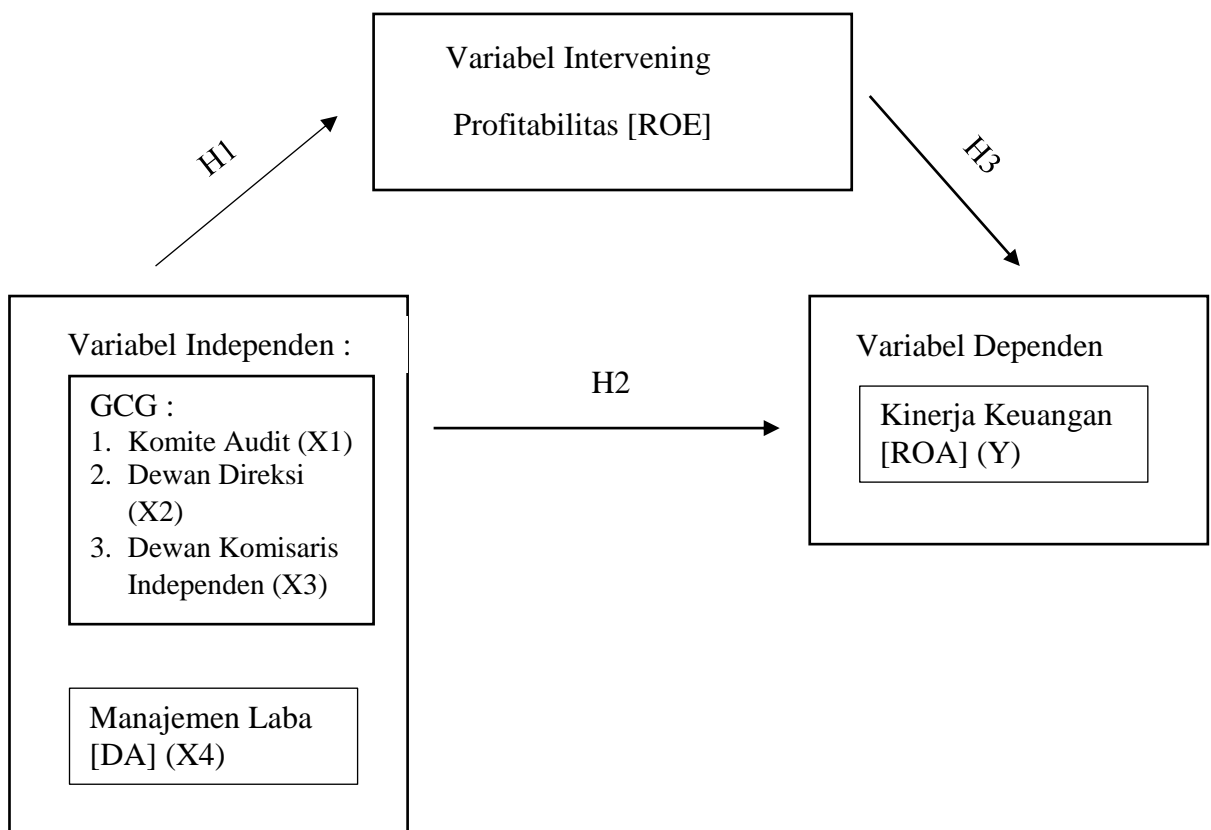 Variabel Intervening
Profitabilitas [ROE]
H1
H3
Variabel Independen :
GCG :
1. Komite Audit (X1)
2. Dewan Direksi
(X2)
3. Dewan Komisaris
Independen (X3)
Manajemen Laba
[DA] (X4)
H2
Variabel Dependen
Kinerja Keuangan
[ROA] (Y)